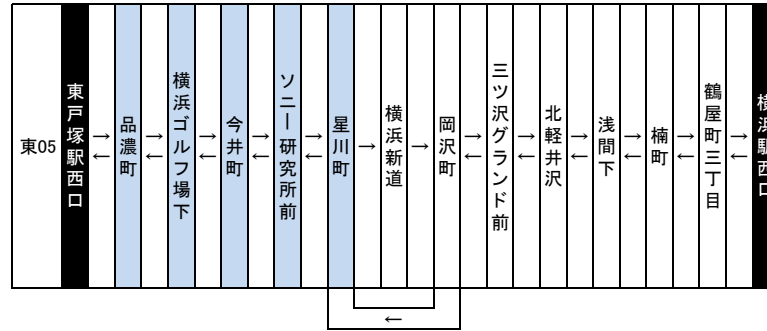 東05
東戸塚駅西口
→
←
品濃町
→
←
横浜ゴルフ場下
→
←
今井町
→
←
ソニー研究所前
→
←
星川町
→
横浜新道
→
岡沢町
→
←
三ツ沢グランド前
→
←
北軽井沢
→
←
浅間下
→
←
楠町
→
←
鶴屋町三丁目
→
←
横浜駅西口
←